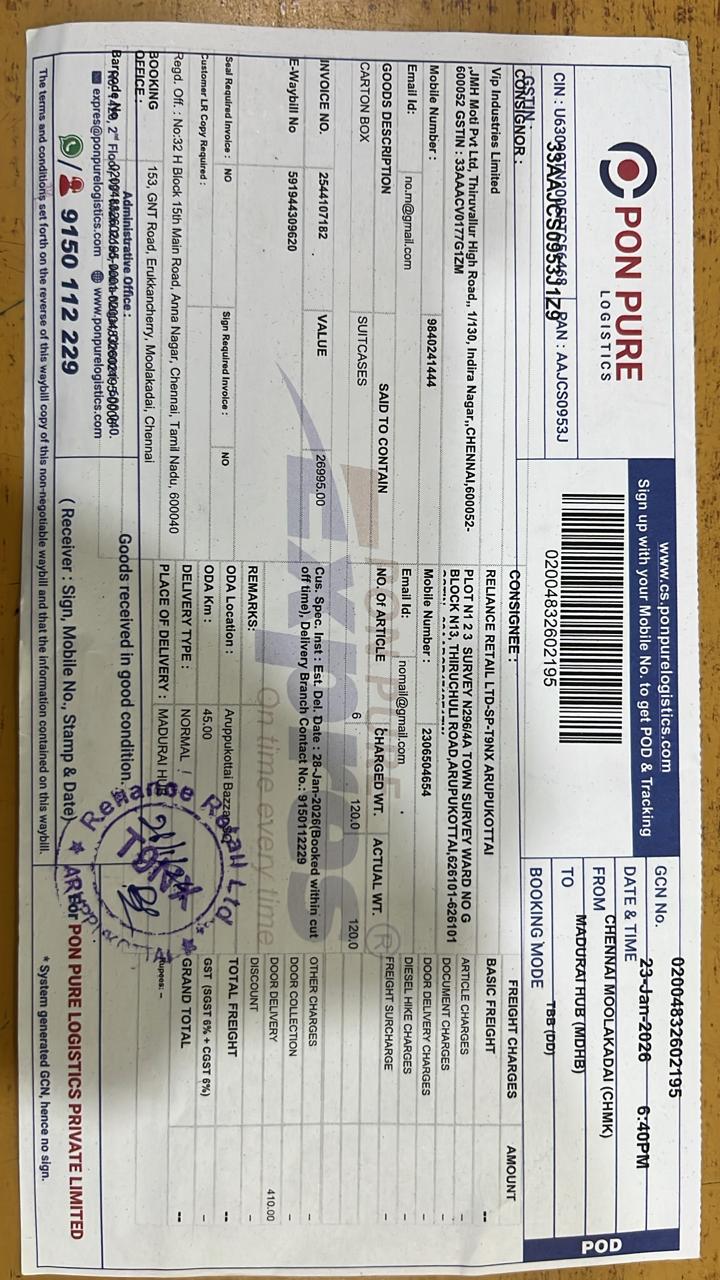 PON PURE
LOGISTICS
www.cs.ponpurelogistics.com
Sign up with your Mobile No. to get POD & Tracking
02004832602195
GCN No. 02004832602195
DATE & TIME 23-Jan-2026 6:40PM
FROM CHENNAI MOOLAKADAI (CHMK)
TO MADURAI HUB (MDHB)
BOOKING MODE TBB (DD)
POD
PAN : AAJCS0953J
GSTIN: 33AAJCS0953J1Z9
CONSIGNOR :
Vip Industries Limited
,JMH Moti Pvt Ltd, Thiruvallur High Road,, 1/130, Indira Nagar,,CHENNAI,600052-
600052 GSTIN : 33AAACV0177G1ZM
Mobile Number : 9840241444
Email Id: no.m@gmail.com
CONSIGNEE :
RELIANCE RETAIL LTD-SP-T9NX ARUPUKOTTAI
PLOT N1 2 3 SURVEY N296/4A TOWN SURVEY WARD NO G
BLOCK N13, THIRUCHULI ROAD,ARUPUKOTTAI,626101-626101
Mobile Number : 2306504654
Email Id: nomail@gmail.com
GOODS DESCRIPTION SAID TO CONTAIN NO. Of ARTICLE CHARGED WT. ACTUAL WT.
CARTON BOX SUITCASES 6 120.0 120.0
INVOICE NO. 2544107182 VALUE 26995.00
E-Waybill No 591944309620
Cus. Spec. Inst : Est. Del. Date : 28-Jan-2026(Booked within cut
off time), Delivery Branch Contact No.: 9150112229
REMARKS:
Seal Required Invoice : NO Sign Required Invoice : NO
Customer LR Copy Required :
ODA Location : Aruppukottai Bazzar
ODA Km : 45.00
DELIVERY TYPE : NORMAL /
PLACE OF DELIVERY : MADURAI HUB
FREIGHT CHARGES AMOUNT
BASIC FREIGHT --
ARTICLE CHARGES
DOCUMENT CHARGES
DOOR DELIVERY CHARGES
DIESEL HIKE CHARGES
FREIGHT SURCHARGE -
OTHER CHARGES -
DOOR COLLECTION -
DOOR DELIVERY 410.00
DISCOUNT -
TOTAL FREIGHT --
GST (SGST 6% + CGST 6%) -
GRAND TOTAL --
Rupees: --
Regd. Off. : No:32 H Block 15th Main Road, Anna Nagar, Chennai, Tamil Nadu, 600040
BOOKING OFFICE : 153, GNT Road, Erukkancherry, Moolakadai, Chennai
Administrative Office :
Barcode No
expres@ponpurelogistics.com www.ponpurelogistics.com
/ 9150 112 229
Goods received in good condition.
( Receiver : Sign, Mobile No., Stamp & Date)
Reliance Retail Ltd
T9NX
For PON PURE LOGISTICS PRIVATE LIMITED
The terms and conditions set forth on the reverse of this waybill copy of this non-negotiable waybill and that the information contained on this waybill.
* System generated GCN, hence no sign.
PON PURE
Expres
On time every time